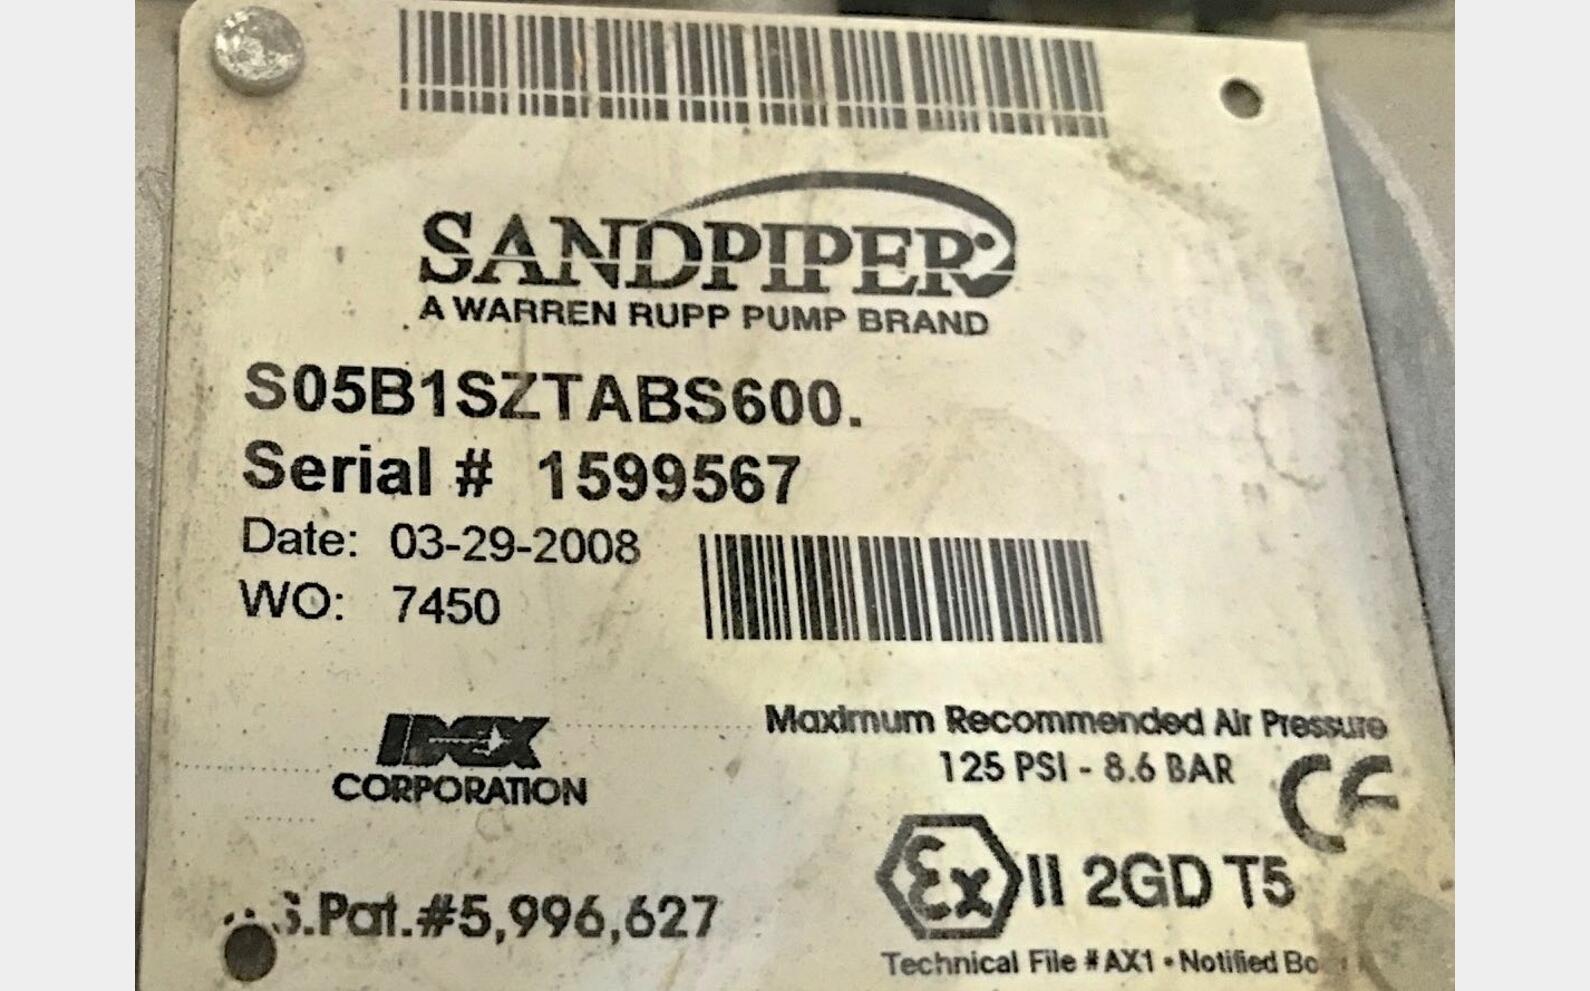 SANDPIPER
A WARREN RUPP PUMP BRAND
S05B1SZTABS600.
Serial # 1599567
Date: 03-29-2008
WO: 7450
IDEX
CORPORATION
Maximum Recommended Air Pressure
125 PSI - 8.6 BAR
CE
Ex II 2GD T5
S.Pat.#5,996,627
Technical File #AX1 • Notified